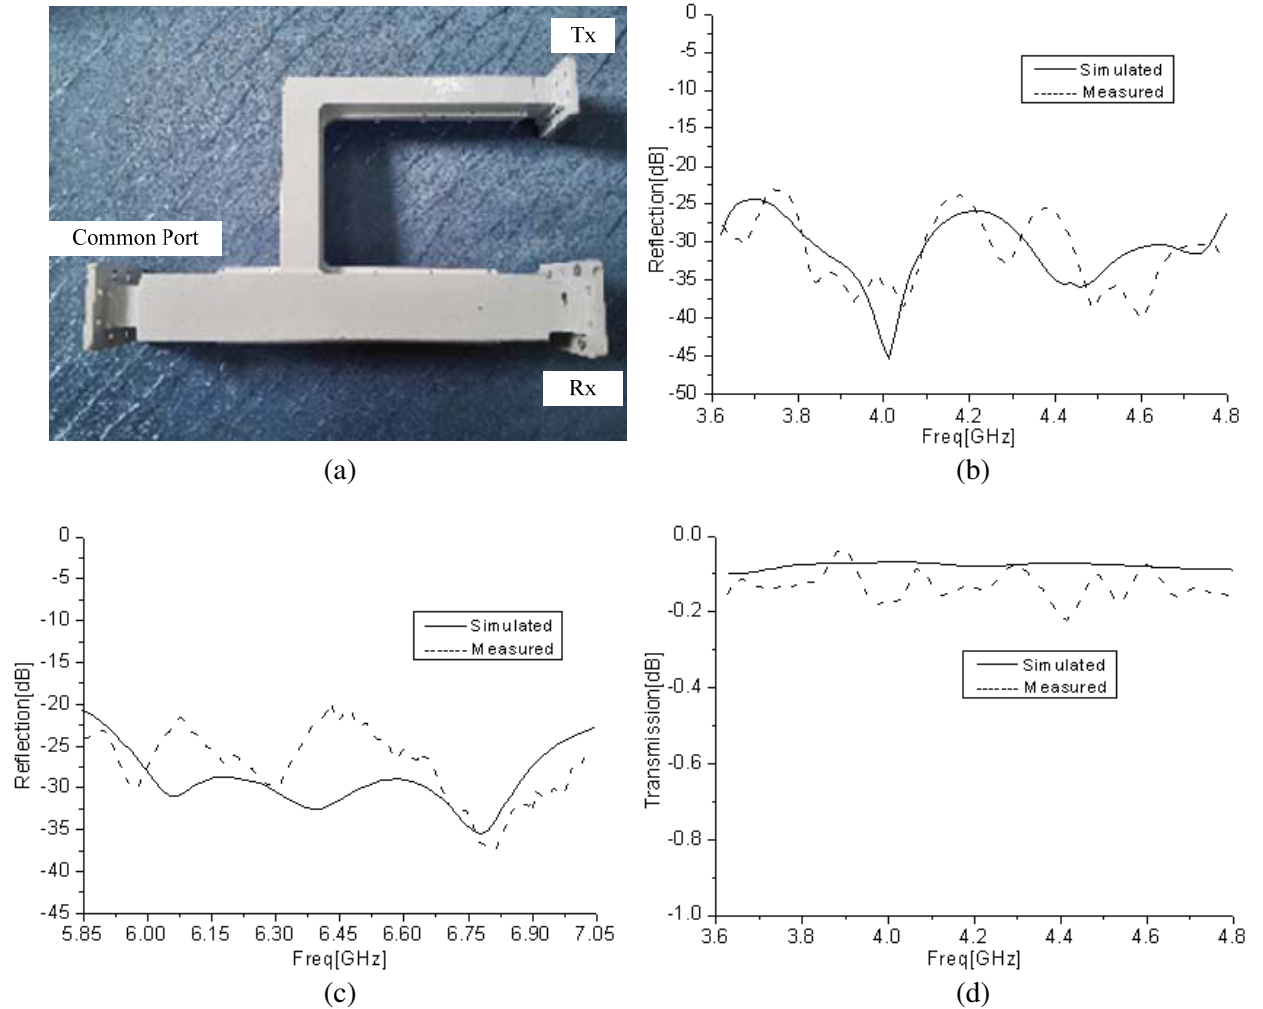 Tx
Common Port
Rx
(a)
0
-5
-10
-15
-20
-25
-30
-35
-40
-45
-50
Reflection[dB]
Simulated
Measured
3.6 3.8 4.0 4.2 4.4 4.6 4.8
Freq[GHz]
(b)
0
-5
-10
-15
-20
-25
-30
-35
-40
-45
Reflection[dB]
Simulated
Measured
5.85 6.00 6.15 6.30 6.45 6.60 6.75 6.90 7.05
Freq[GHz]
(c)
0.0
-0.2
-0.4
-0.6
-0.8
-1.0
Transmission[dB]
Simulated
Measured
3.6 3.8 4.0 4.2 4.4 4.6 4.8
Freq[GHz]
(d)